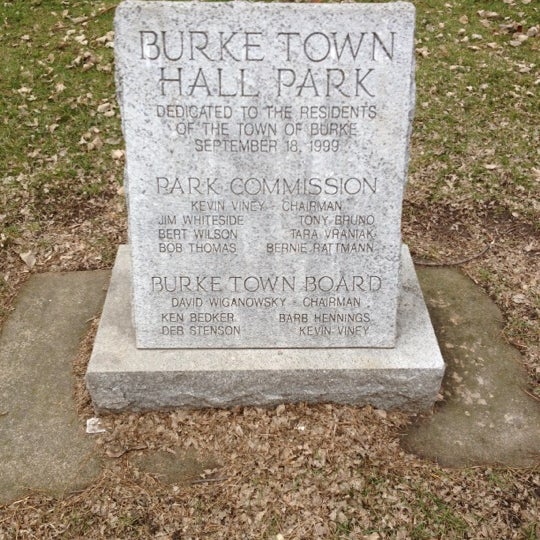 BURKE TOWN
HALL PARK
DEDICATED TO THE RESIDENTS
OF THE TOWN OF BURKE
SEPTEMBER 18, 1999
PARK COMMISSION
KEVIN VINEY - CHAIRMAN
JIM WHITESIDE TONY BRUNO
BERT WILSON TARA VRANIAK
BOB THOMAS BERNIE RATTMANN
BURKE TOWN BOARD
DAVID WIGANOWSKY - CHAIRMAN
KEN BEDKER BARB HENNINGS
DEB STENSON KEVIN VINEY